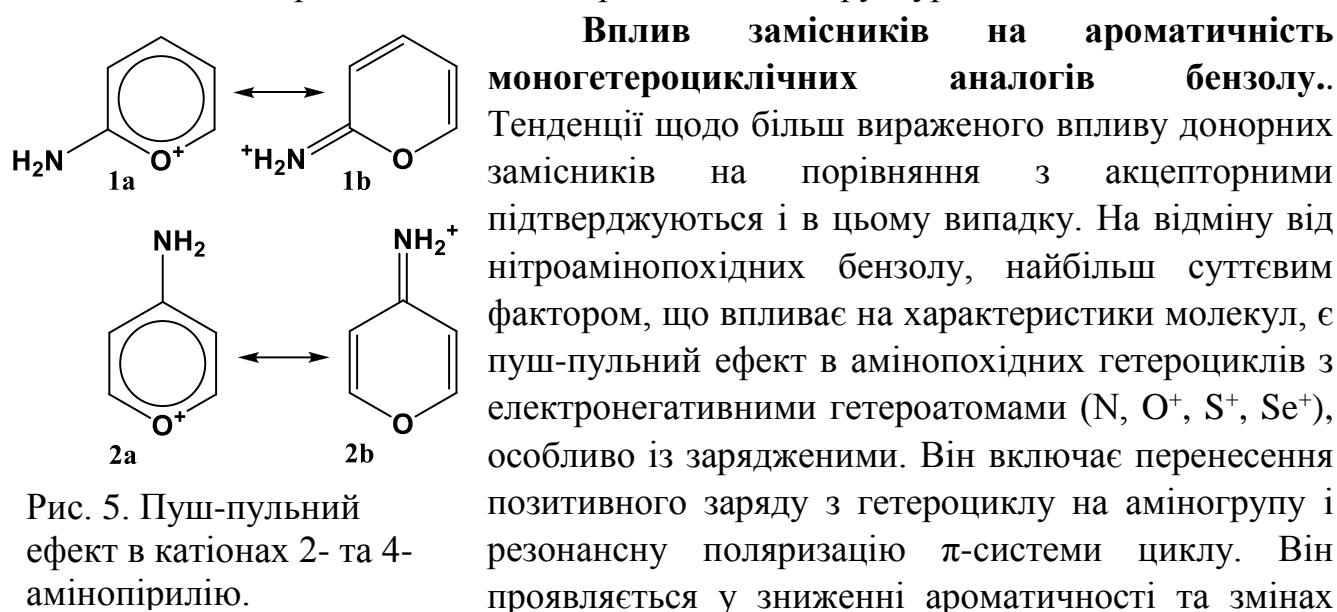 Вплив замісників на ароматичність
моногетероциклічних аналогів бензолу..
Тенденції щодо більш вираженого впливу донорних
замісників на порівняння з акцепторними
підтверджуються і в цьому випадку. На відміну від
нітроамінопохідних бензолу, найбільш суттєвим
фактором, що впливає на характеристики молекул, є
пуш-пульний ефект в амінопохідних гетероциклів з
електронегативними гетероатомами (N, O⁺, S⁺, Se⁺),
особливо із зарядженими. Він включає перенесення
позитивного заряду з гетероциклу на аміногрупу і
резонансну поляризацію π-системи циклу. Він
проявляється у зниженні ароматичності та змінах
H₂N
O⁺
1a
⁺H₂N
O
1b
NH₂
O⁺
2a
NH₂⁺
O
2b
Рис. 5. Пуш-пульний
ефект в катіонах 2- та 4-
амінопірилію.